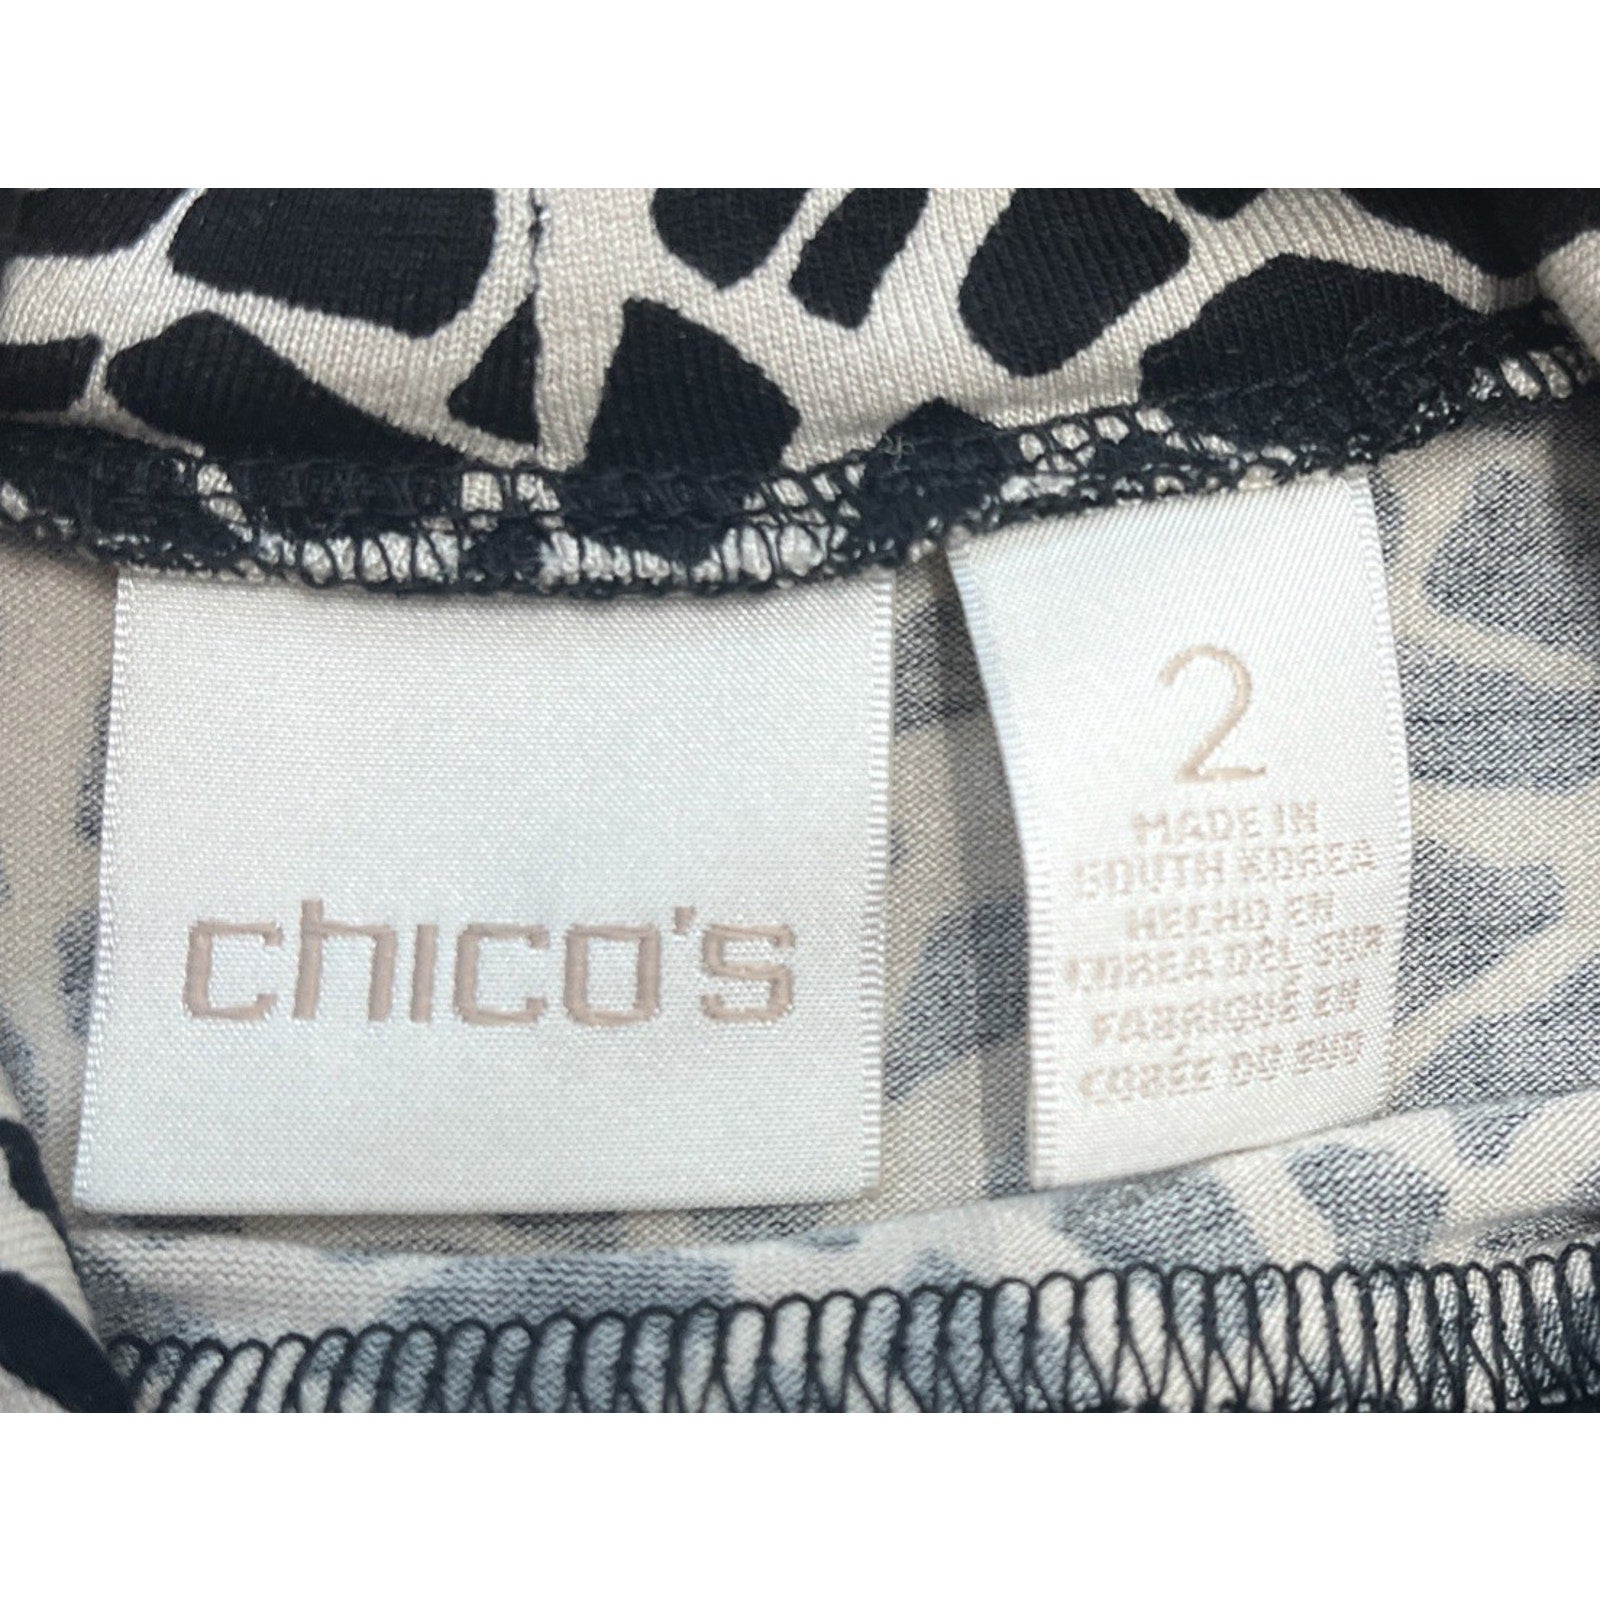 chico's
2
MADE IN
SOUTH KOREA
HECHO EN
COREA DEL SUR
FABRIQUÉ EN
CORÉE DU SUD